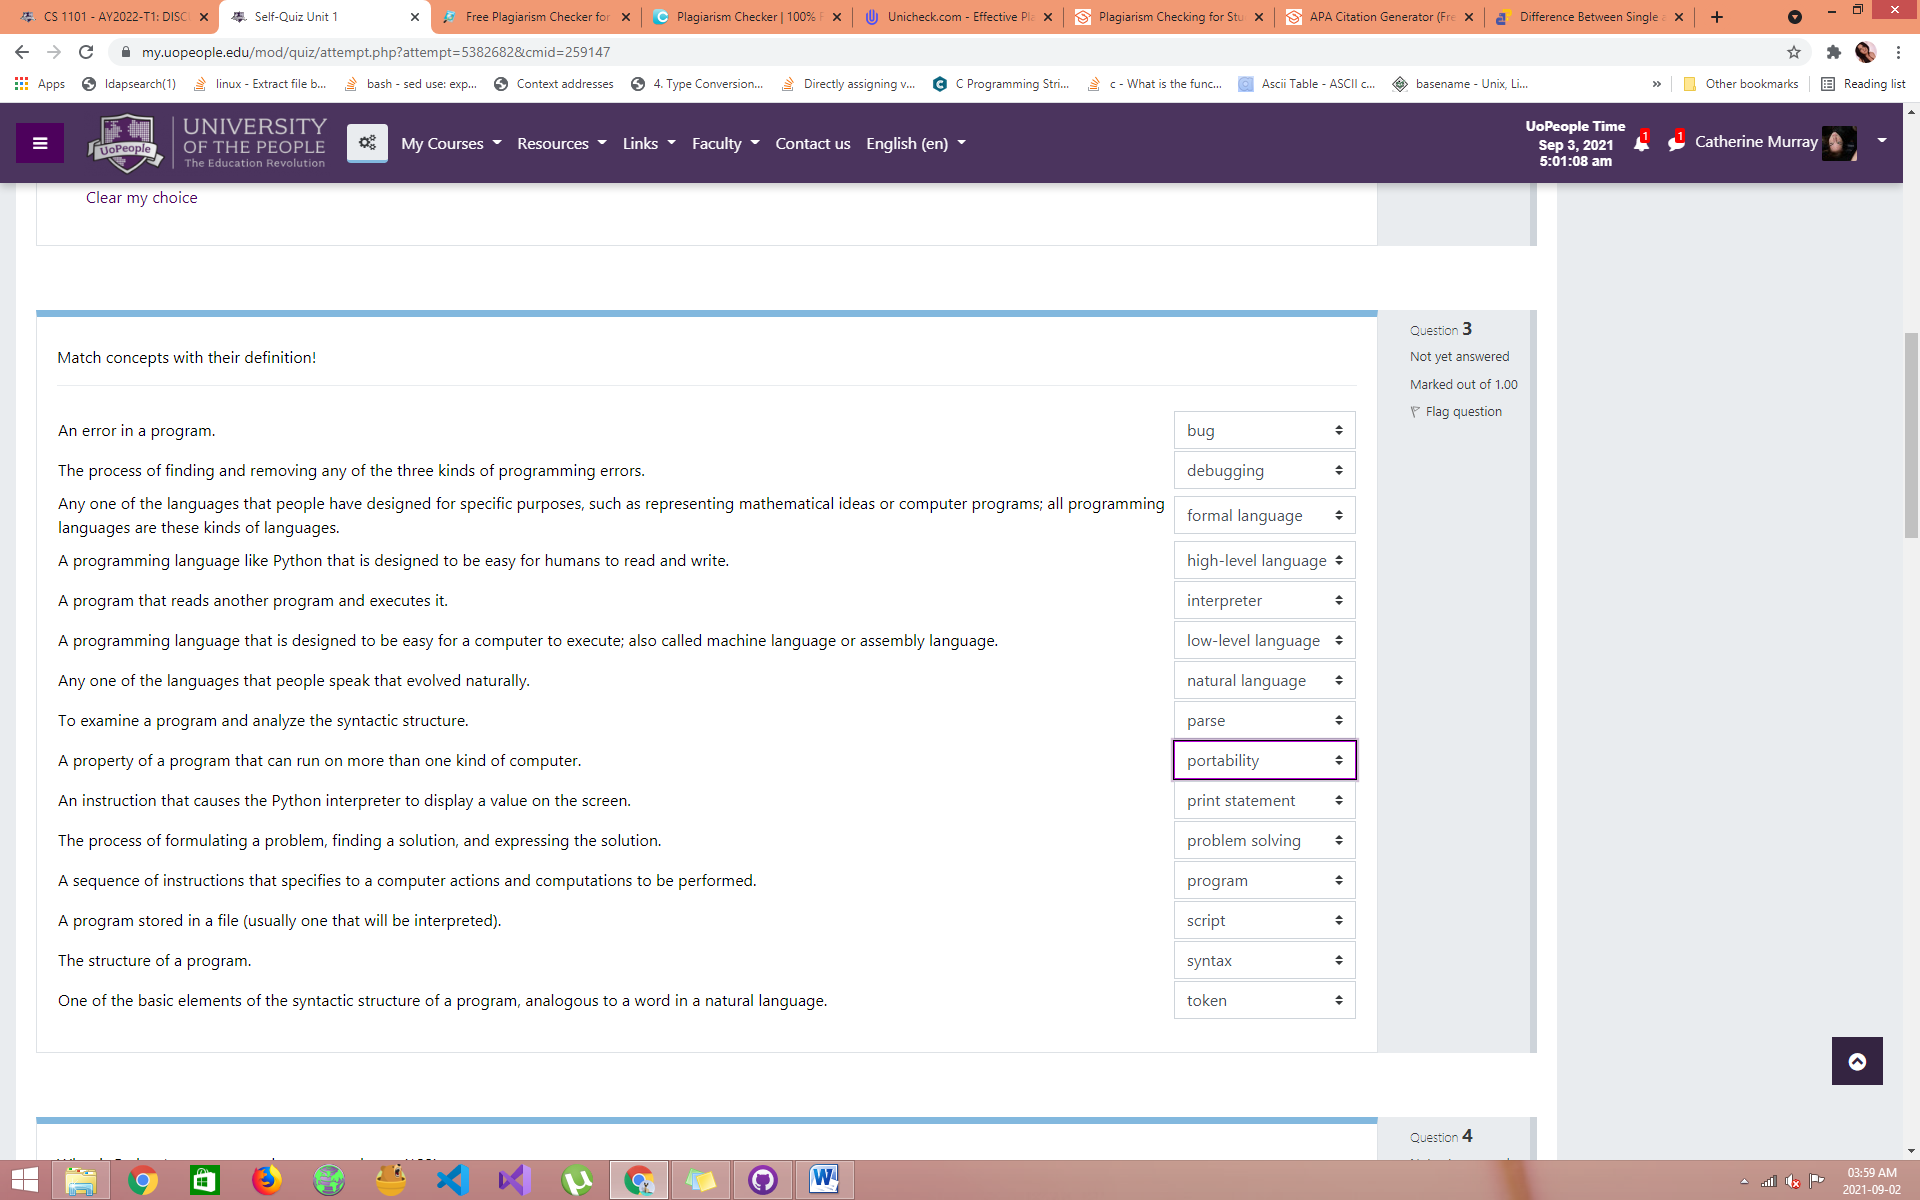 CS 1101 - AY2022-T1: DISC
Self-Quiz Unit 1
Free Plagiarism Checker for
Plagiarism Checker | 100% F
Unicheck.com - Effective Pla
Plagiarism Checking for Stu
APA Citation Generator (Fre
Difference Between Single a
my.uopeople.edu/mod/quiz/attempt.php?attempt=5382682&cmid=259147
Apps
ldapsearch(1)
linux - Extract file b...
bash - sed use: exp...
Context addresses
4. Type Conversion...
Directly assigning v...
C Programming Stri...
c - What is the func...
Ascii Table - ASCII c...
basename - Unix, Li...
»
Other bookmarks
Reading list
UoPeople
UNIVERSITY
OF THE PEOPLE
The Education Revolution
My Courses
Resources
Links
Faculty
Contact us
English (en)
UoPeople Time
Sep 3, 2021
5:01:08 am
1
1
Catherine Murray
Clear my choice
Question 3
Not yet answered
Marked out of 1.00
Flag question
Match concepts with their definition!
An error in a program.
bug
The process of finding and removing any of the three kinds of programming errors.
debugging
Any one of the languages that people have designed for specific purposes, such as representing mathematical ideas or computer programs; all programming
languages are these kinds of languages.
formal language
A programming language like Python that is designed to be easy for humans to read and write.
high-level language
A program that reads another program and executes it.
interpreter
A programming language that is designed to be easy for a computer to execute; also called machine language or assembly language.
low-level language
Any one of the languages that people speak that evolved naturally.
natural language
To examine a program and analyze the syntactic structure.
parse
A property of a program that can run on more than one kind of computer.
portability
An instruction that causes the Python interpreter to display a value on the screen.
print statement
The process of formulating a problem, finding a solution, and expressing the solution.
problem solving
A sequence of instructions that specifies to a computer actions and computations to be performed.
program
A program stored in a file (usually one that will be interpreted).
script
The structure of a program.
syntax
One of the basic elements of the syntactic structure of a program, analogous to a word in a natural language.
token
Question 4
03:59 AM
2021-09-02